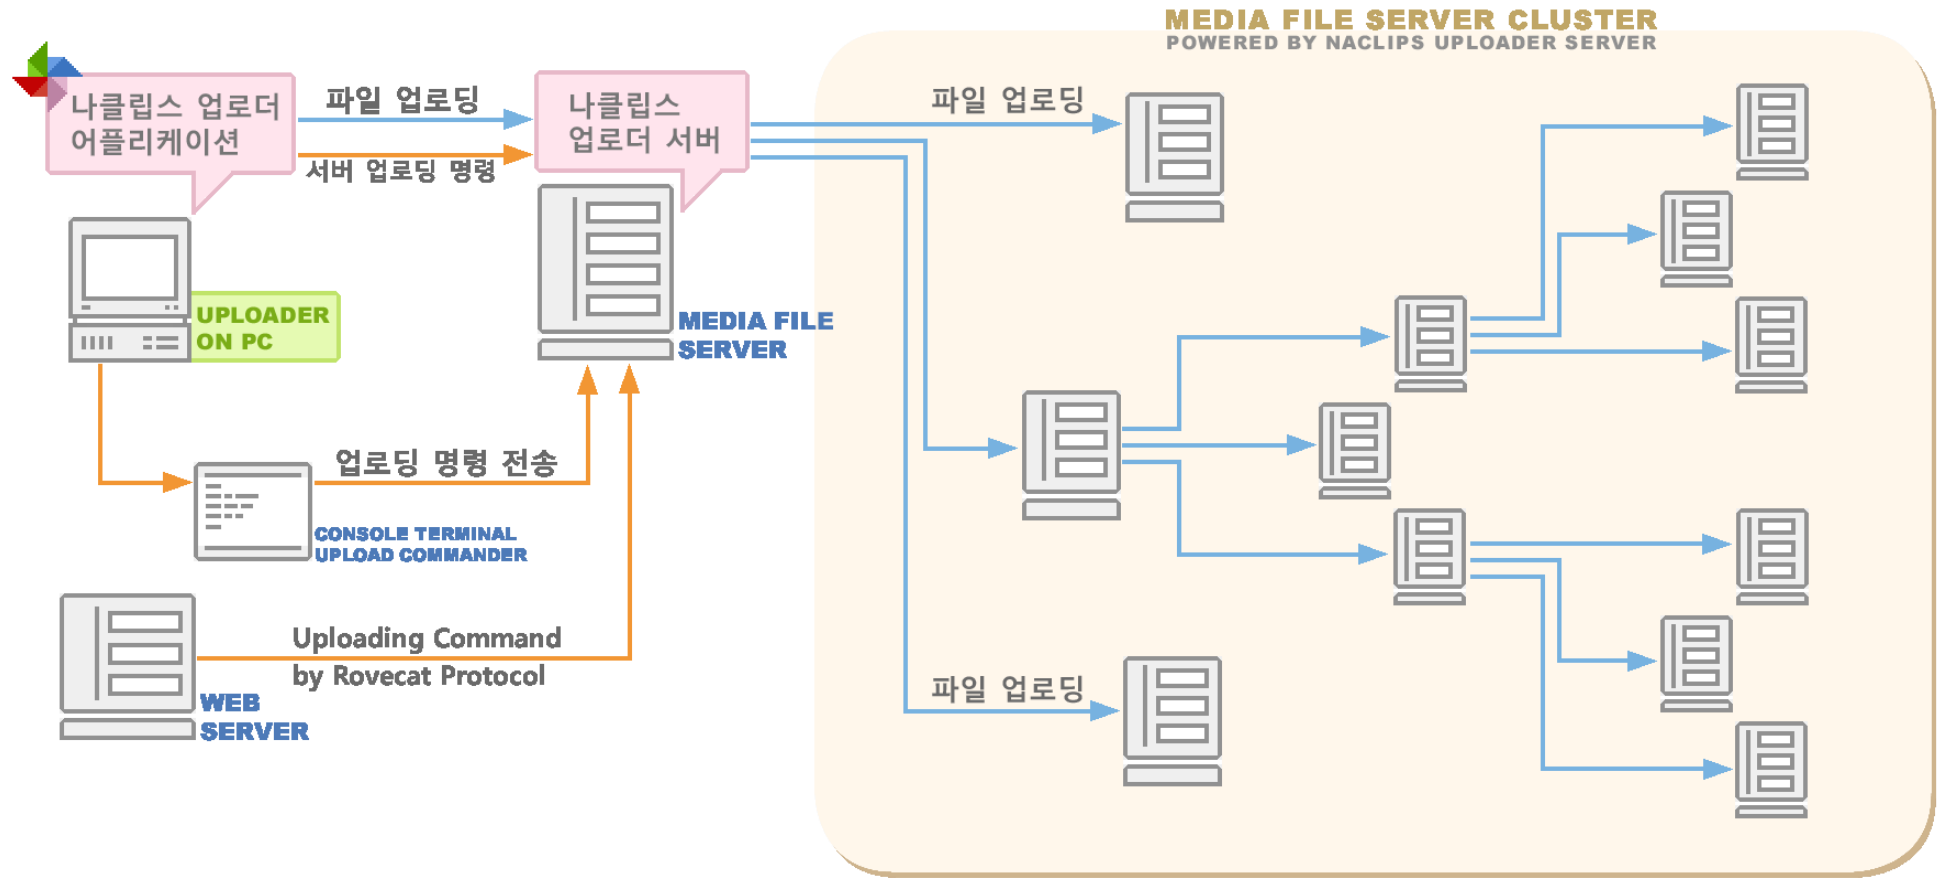 MEDIA FILE SERVER CLUSTER
POWERED BY NACLIPS UPLOADER SERVER
나클립스 업로더
어플리케이션
파일 업로딩
서버 업로딩 명령
나클립스
업로더 서버
파일 업로딩
UPLOADER
ON PC
MEDIA FILE
SERVER
업로딩 명령 전송
CONSOLE TERMINAL
UPLOAD COMMANDER
Uploading Command
by Rovecat Protocol
WEB
SERVER
파일 업로딩